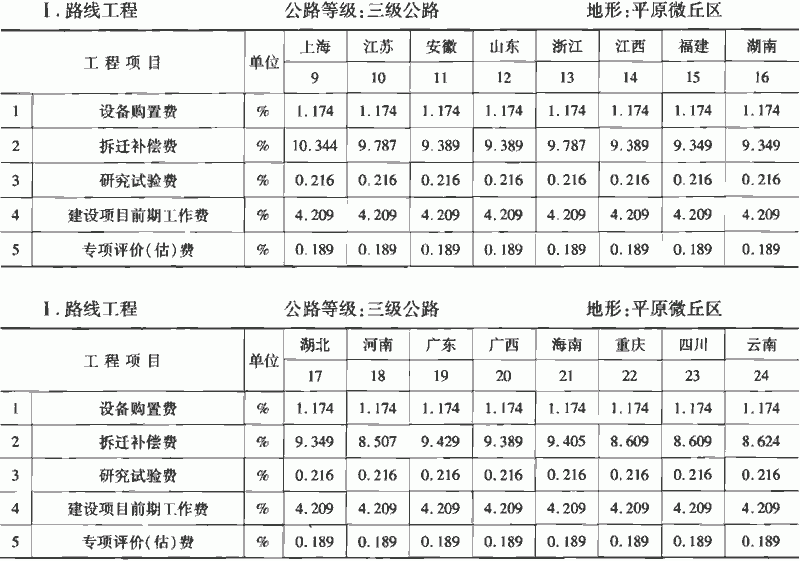 Ⅰ.路线工程 公路等级:三级公路 地形:平原微丘区
工程项目 单位 上海 江苏 安徽 山东 浙江 江西 福建 湖南
9 10 11 12 13 14 15 16
1 设备购置费 % 1.174 1.174 1.174 1.174 1.174 1.174 1.174 1.174
2 拆迁补偿费 % 10.344 9.787 9.389 9.389 9.787 9.389 9.349 9.349
3 研究试验费 % 0.216 0.216 0.216 0.216 0.216 0.216 0.216 0.216
4 建设项目前期工作费 % 4.209 4.209 4.209 4.209 4.209 4.209 4.209 4.209
5 专项评价(估)费 % 0.189 0.189 0.189 0.189 0.189 0.189 0.189 0.189
Ⅰ.路线工程 公路等级:三级公路 地形:平原微丘区
工程项目 单位 湖北 河南 广东 广西 海南 重庆 四川 云南
17 18 19 20 21 22 23 24
1 设备购置费 % 1.174 1.174 1.174 1.174 1.174 1.174 1.174 1.174
2 拆迁补偿费 % 9.349 8.507 9.429 9.389 9.405 8.609 8.609 8.624
3 研究试验费 % 0.216 0.216 0.216 0.216 0.216 0.216 0.216 0.216
4 建设项目前期工作费 % 4.209 4.209 4.209 4.209 4.209 4.209 4.209 4.209
5 专项评价(估)费 % 0.189 0.189 0.189 0.189 0.189 0.189 0.189 0.189